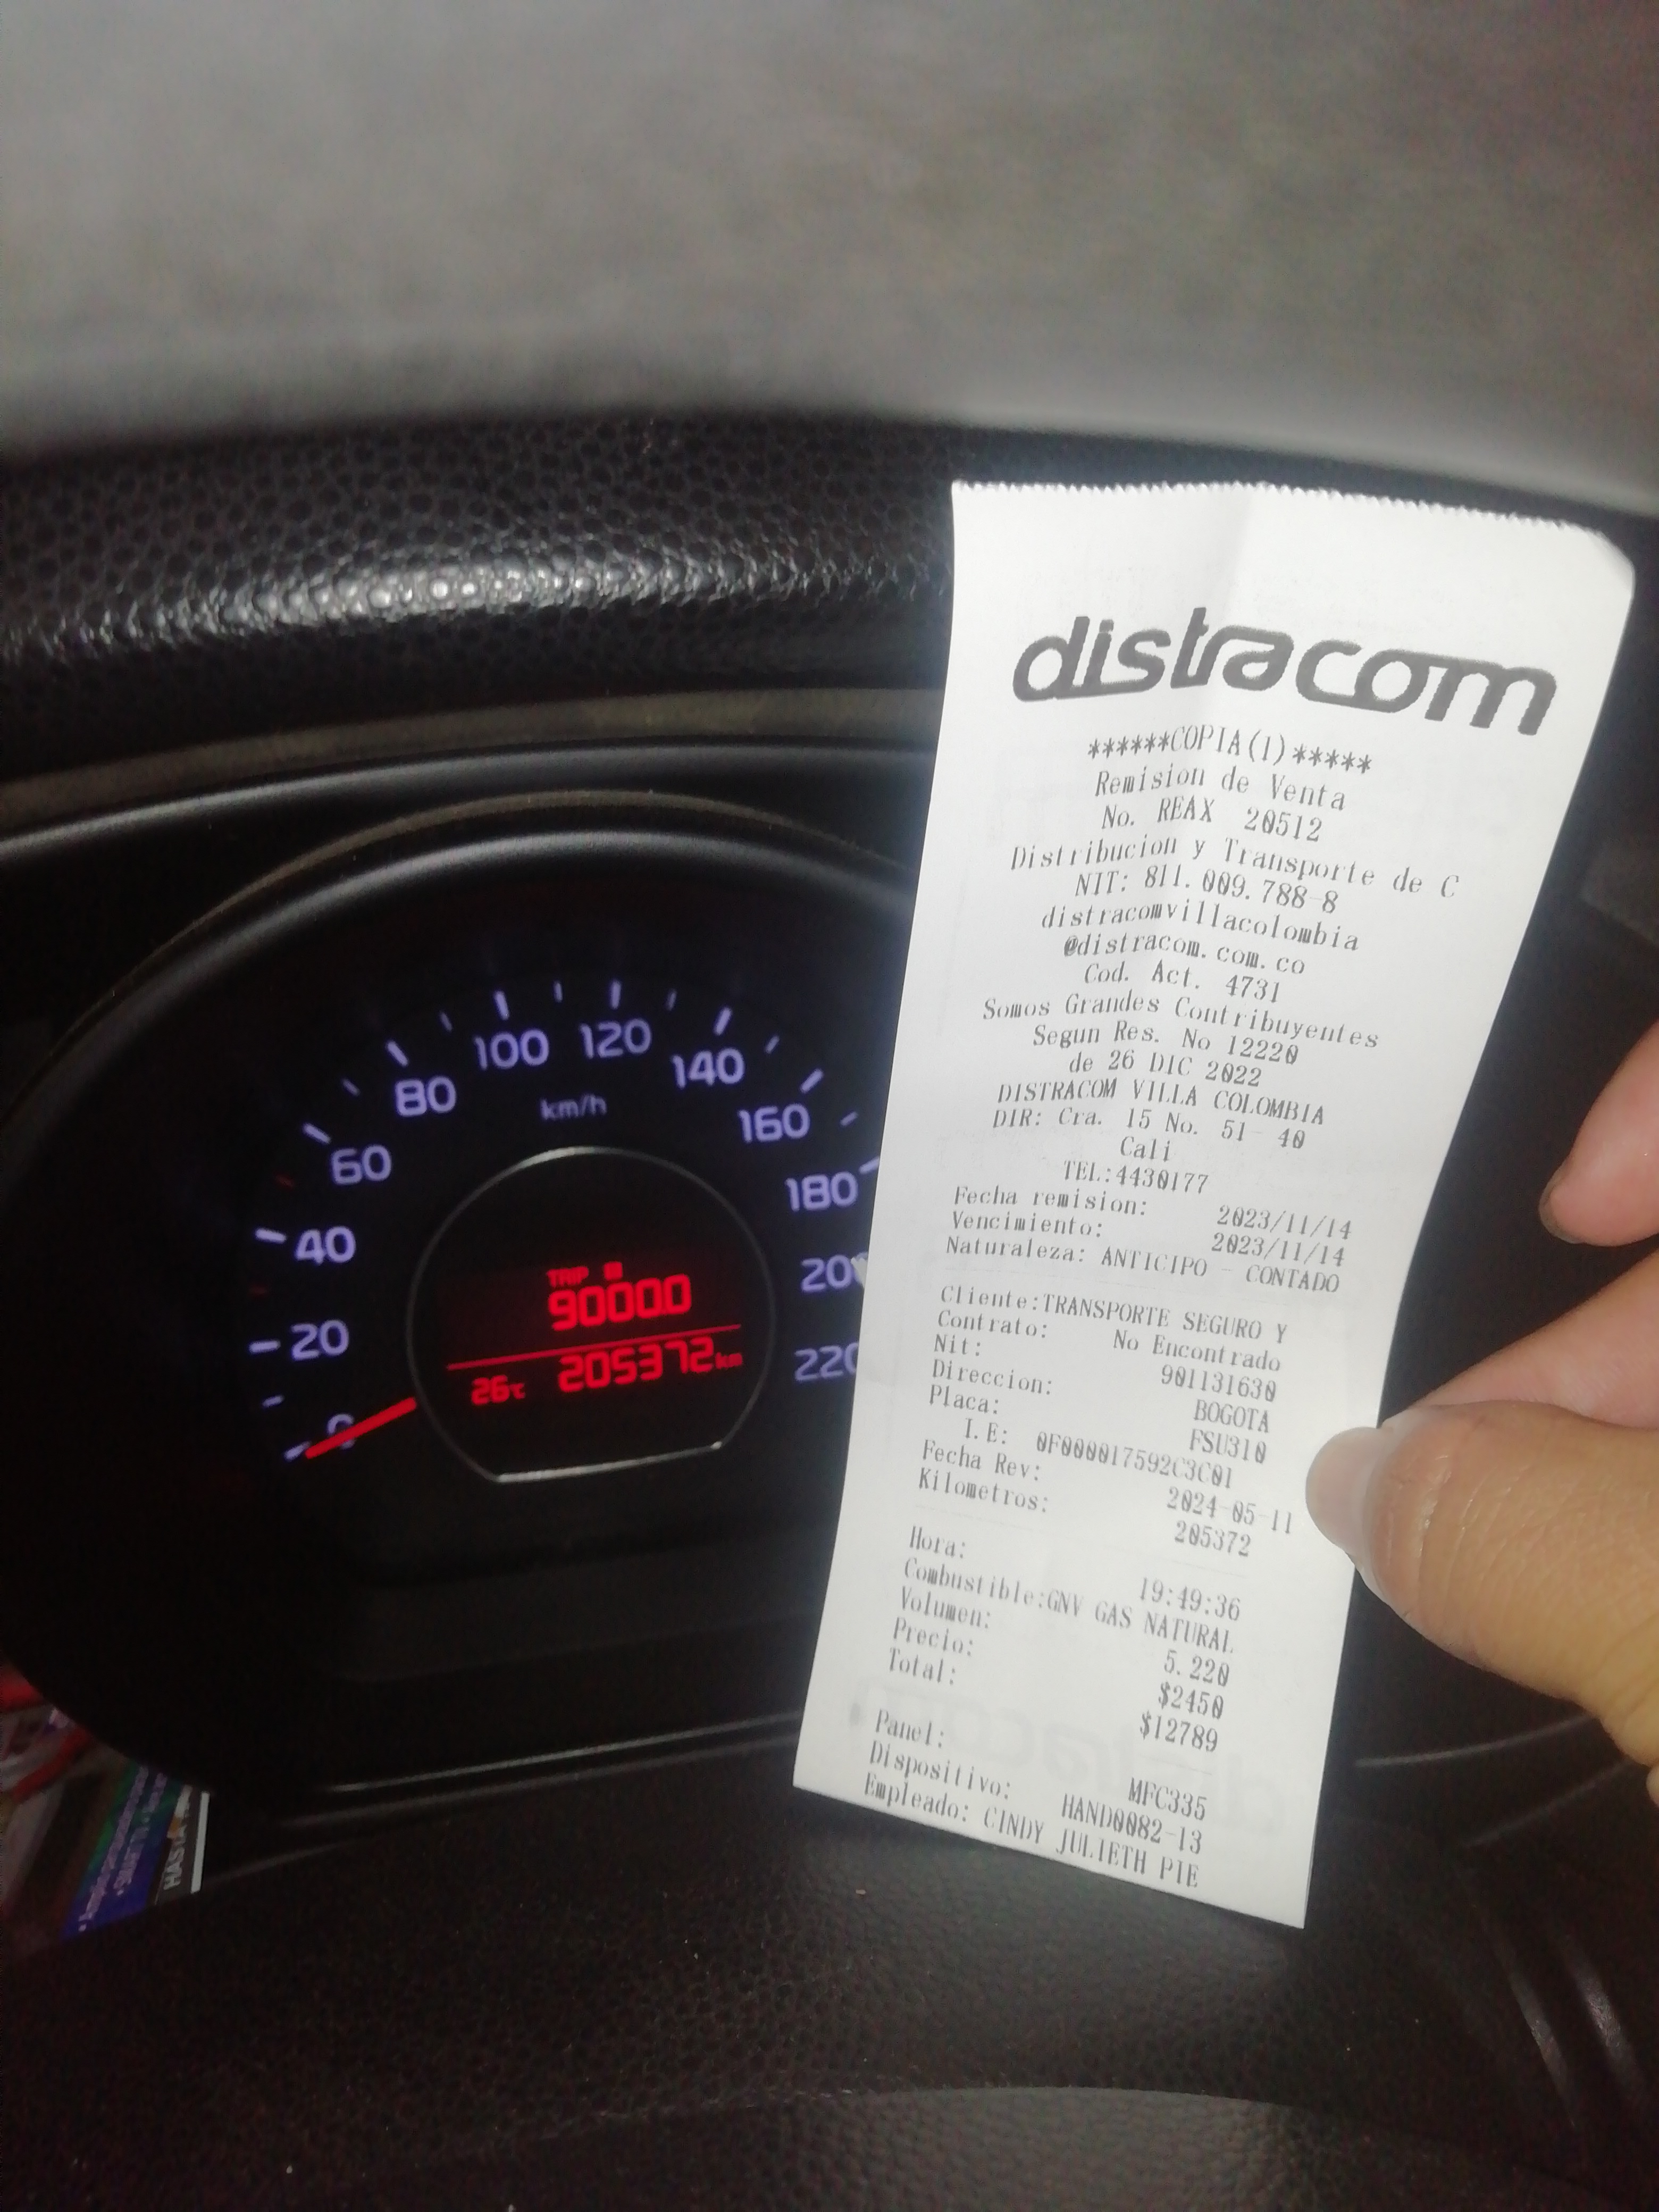 100
120
80
140
km/h
160
60
180
40
TRIP
9000.0
20
205372 km
220
26°C
0
distracom
******COPIA(1)*****
Remision de Venta
No. REAX 20512
Distribucion y Transporte de C
NIT: 811.009.788-8
distracomvillacolombia
@distracom.com.co
Cod. Act. 4731
Somos Grandes Contribuyentes
Segun Res. No 12220
de 26 DIC 2022
DISTRACOM VILLA COLOMBIA
DIR: Cra. 15 No. 51- 40
Cali
TEL:4430177
Fecha remision: 2023/11/14
Vencimiento: 2023/11/14
Naturaleza: ANTICIPO - CONTADO
Cliente:TRANSPORTE SEGURO Y
Contrato: No Encontrado
Nit: 901131630
Direccion: BOGOTA
Placa: FSU310
I.E: 0F000017592C3C01
Fecha Rev: 2024-05-11
Kilometros: 205372
Hora: 19:49:36
Combustible:GNV GAS NATURAL
Volumen: 5.220
Precio: $2450
Total: $12789
Panel: MFC335
Dispositivo: HAND0082-13
Empleado: CINDY JULIETH PIE